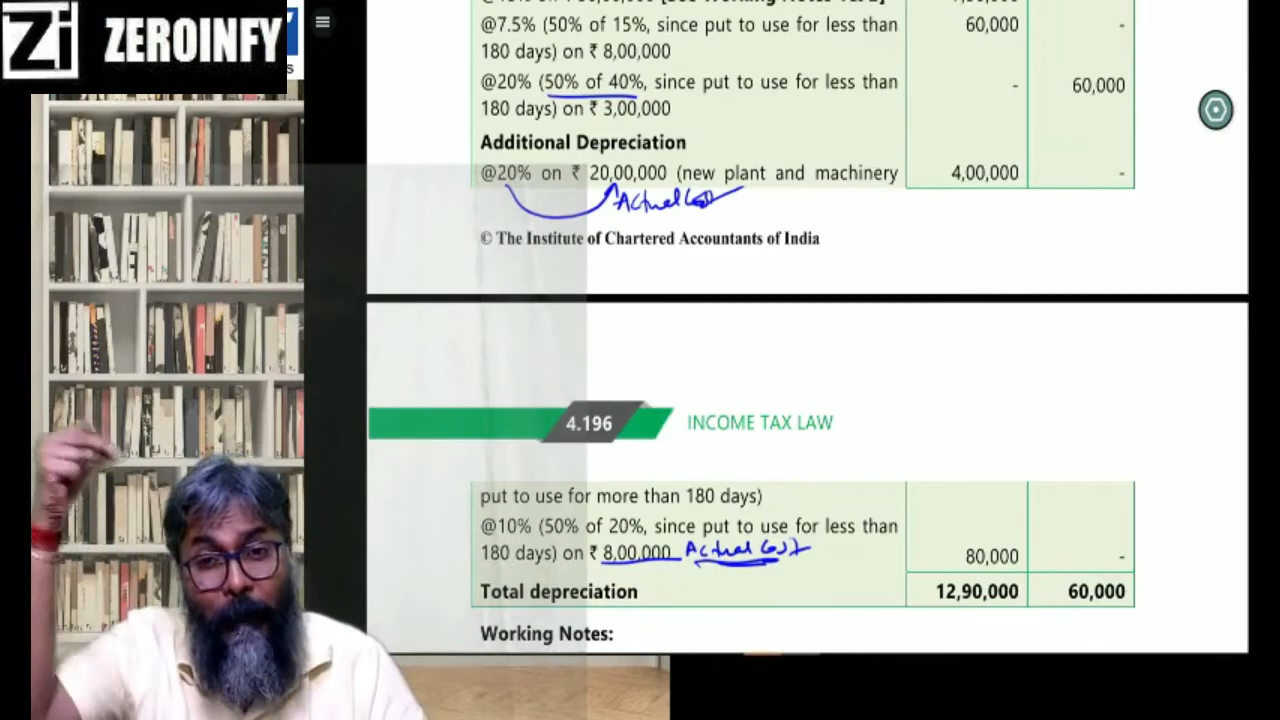 Zi ZEROINFY
@7.5% (50% of 15%, since put to use for less than 60,000 -
180 days) on ₹ 8,00,000
@20% (50% of 40%, since put to use for less than - 60,000
180 days) on ₹ 3,00,000
Additional Depreciation
@20% on ₹ 20,00,000 (new plant and machinery 4,00,000 -
Actual Cost
© The Institute of Chartered Accountants of India
4.196 INCOME TAX LAW
put to use for more than 180 days)
@10% (50% of 20%, since put to use for less than
180 days) on ₹ 8,00,000 Actual Cost 80,000 -
Total depreciation 12,90,000 60,000
Working Notes: